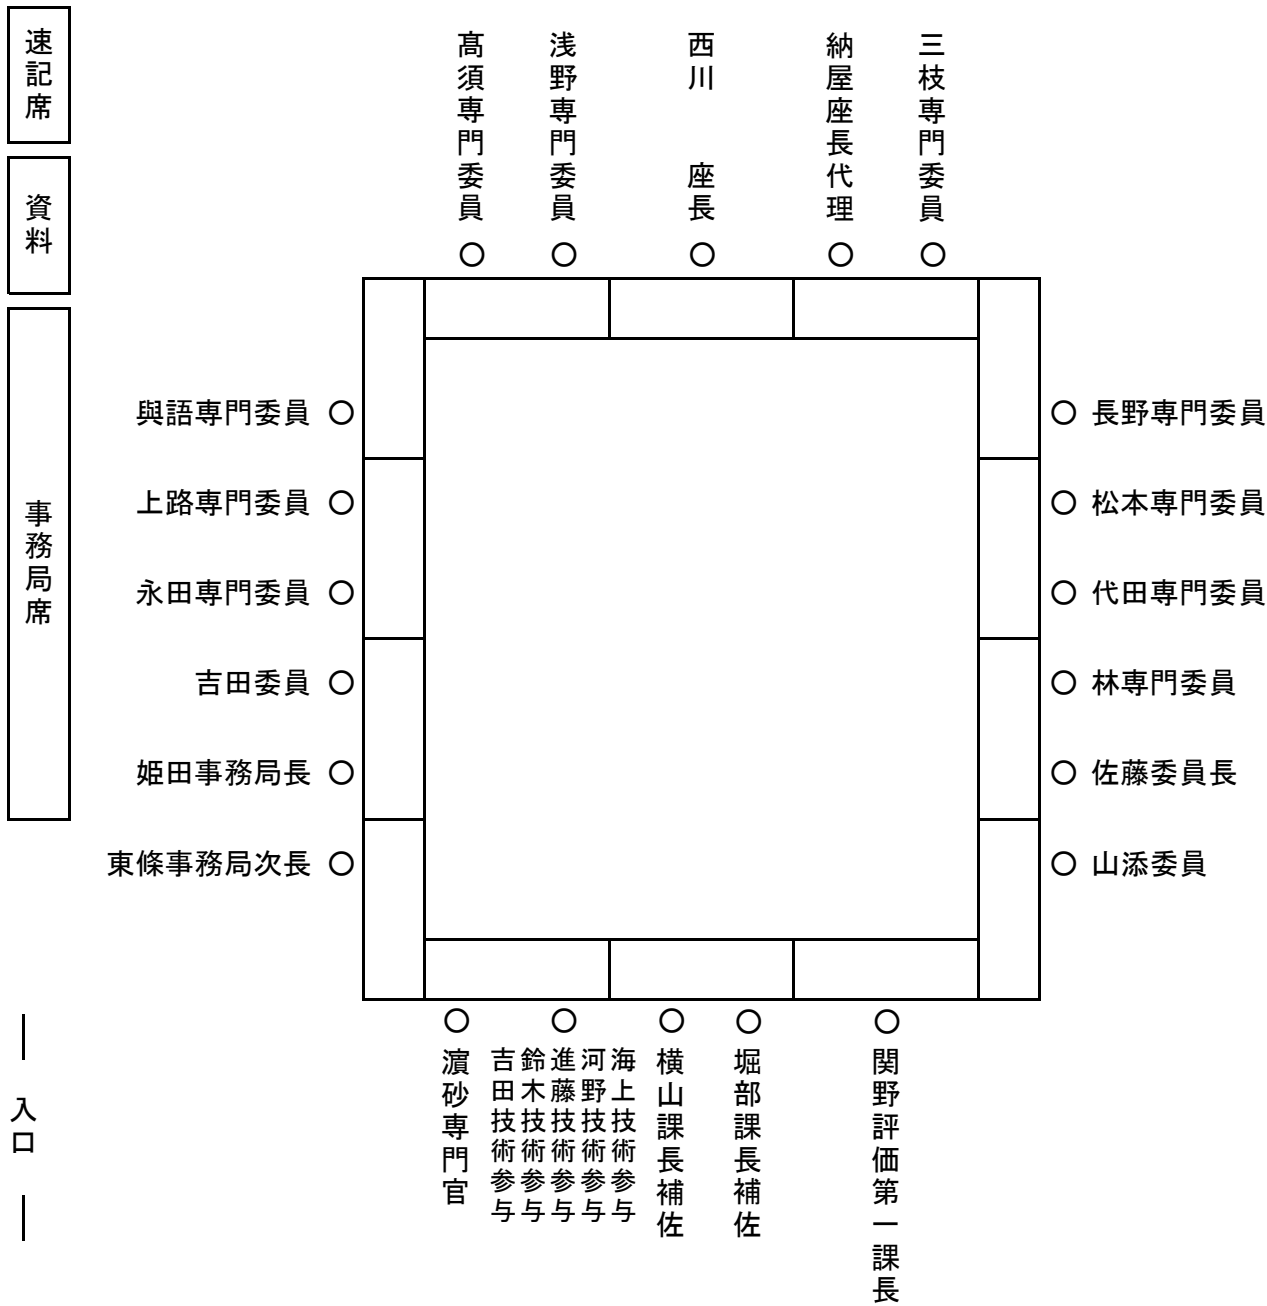 速記席
資料
事務局席
髙須専門委員
浅野専門委員
西川 座長
納屋座長代理
三枝専門委員
與語専門委員 ○
上路専門委員 ○
永田専門委員 ○
吉田委員 ○
姫田事務局長 ○
東條事務局次長 ○
○ 長野専門委員
○ 松本専門委員
○ 代田専門委員
○ 林専門委員
○ 佐藤委員長
○ 山添委員
濵砂専門官
吉田技術参与
鈴木技術参与
進藤技術参与
河野技術参与
海上技術参与
横山課長補佐
堀部課長補佐
関野評価第一課長
入口